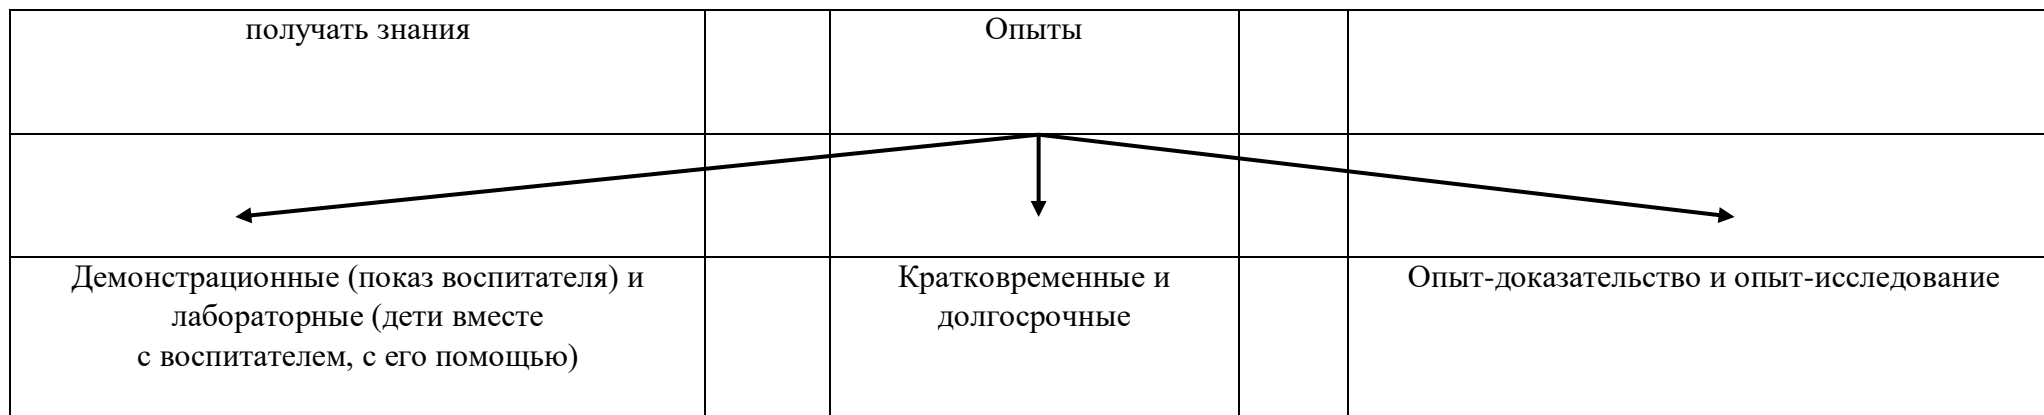 получать знания
Опыты
Демонстрационные (показ воспитателя) и
лабораторные (дети вместе
с воспитателем, с его помощью)
Кратковременные и
долгосрочные
Опыт-доказательство и опыт-исследование